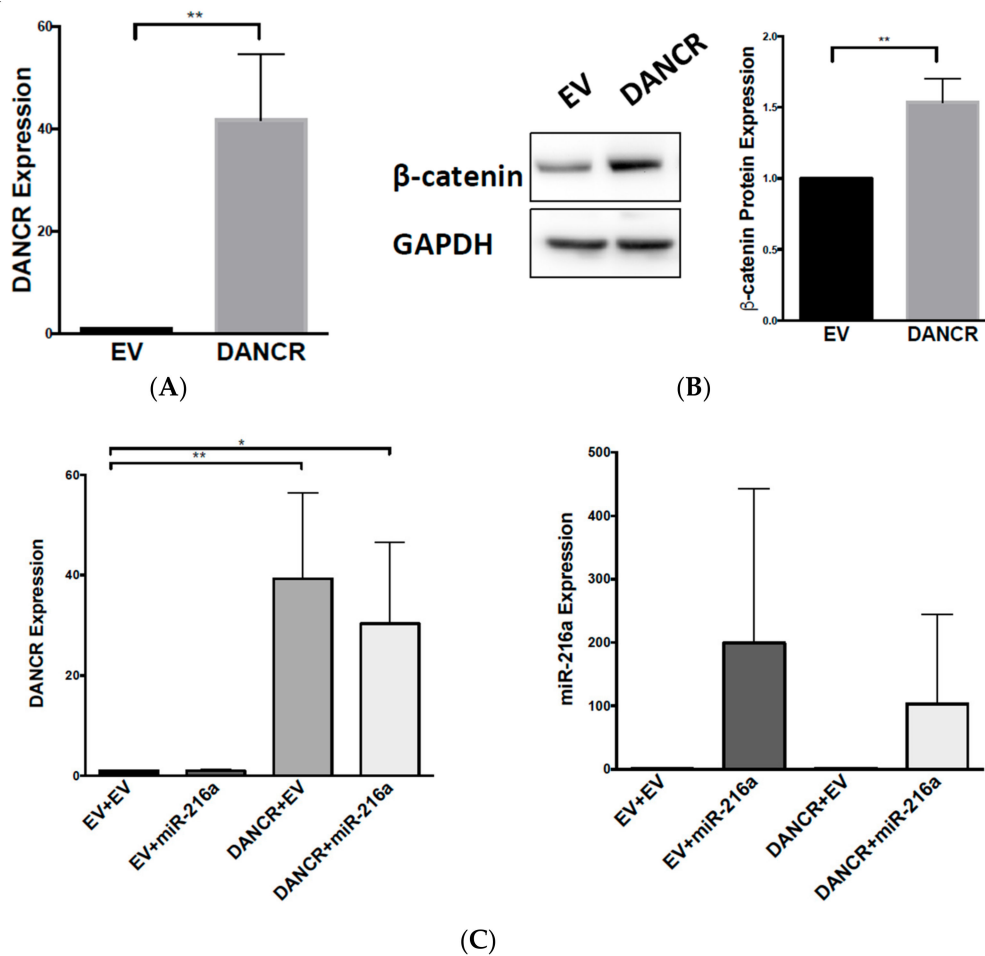 **
DANCR Expression
60
40
20
0
EV DANCR
(A)
EV DANCR
β-catenin
GAPDH
**
β-catenin Protein Expression
2.0
1.5
1.0
0.5
0.0
EV DANCR
(B)
*
**
DANCR Expression
60
40
20
0
EV+EV
EV+miR-216a
DANCR+EV
DANCR+miR-216a
miR-216a Expression
500
400
300
200
100
0
EV+EV
EV+miR-216a
DANCR+EV
DANCR+miR-216a
(C)